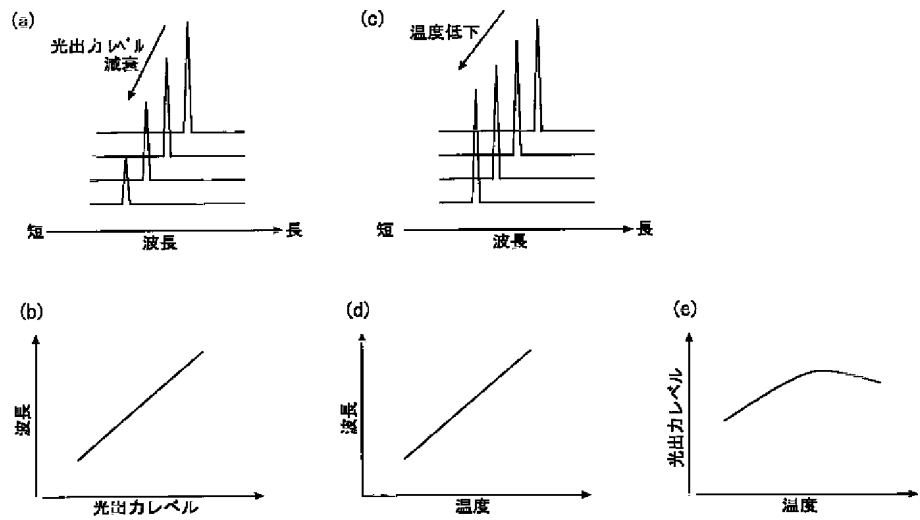 (a)
光出力レベル
減衰
短
波長
長
(c)
温度低下
短
波長
長
(b)
波長
光出力レベル
(d)
波長
温度
(e)
光出力レベル
温度